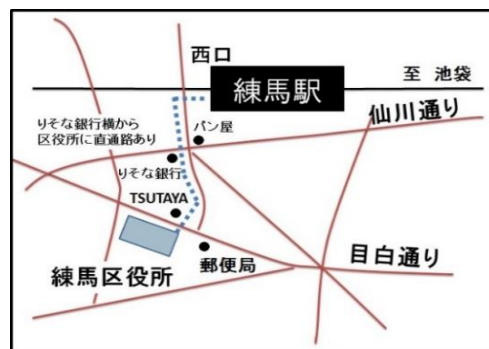 西口
至 池袋
練馬駅
仙川通り
りそな銀行横から
区役所に直通路あり
パン屋
りそな銀行
TSUTAYA
目白通り
練馬区役所
郵便局